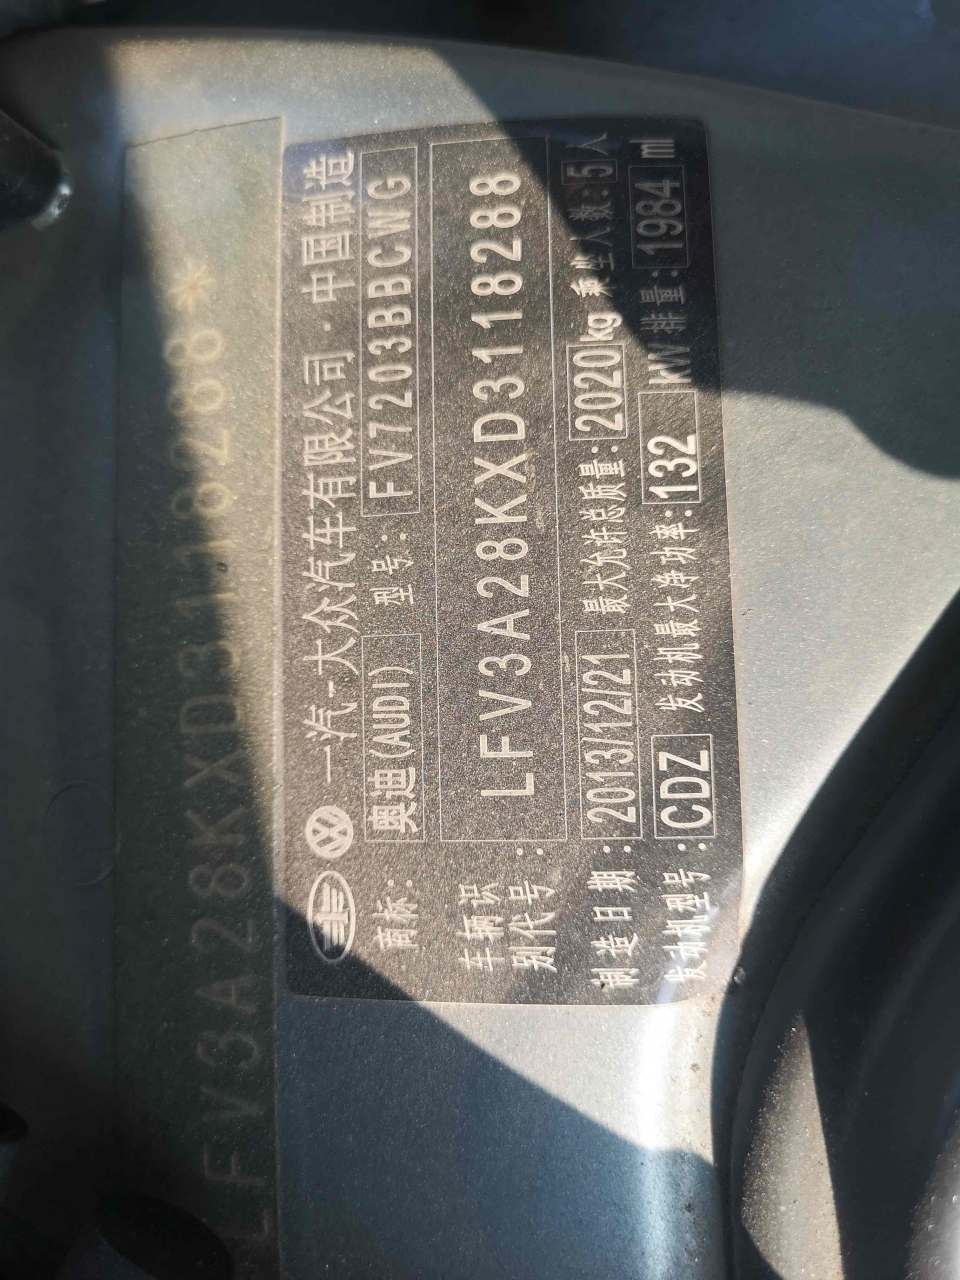 LFV3A28KXD3118288*
一汽-大众汽车有限公司·中国制造
商标: 奥迪(AUDI) 型号: FV7203BBCWG
车辆识别代号: LFV3A28KXD3118288
制造日期: 2013/12/21 最大允许总质量: 2020kg 乘坐人数: 5人
发动机型号: CDZ 发动机最大净功率: 132 kW 排量: 1984 ml